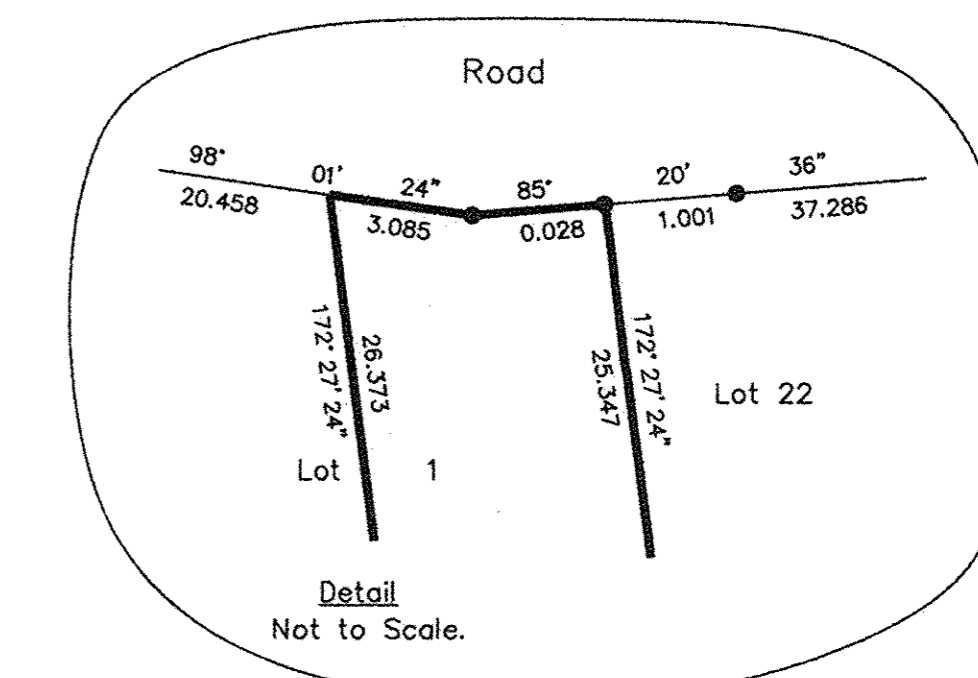 Road
98° 01' 24" 85° 20' 36"
20.458 3.085 0.028 1.001 37.286
172° 27' 24"
26.373
25.347
172° 27' 24"
Lot 22
Lot 1
Detail
Not to Scale.